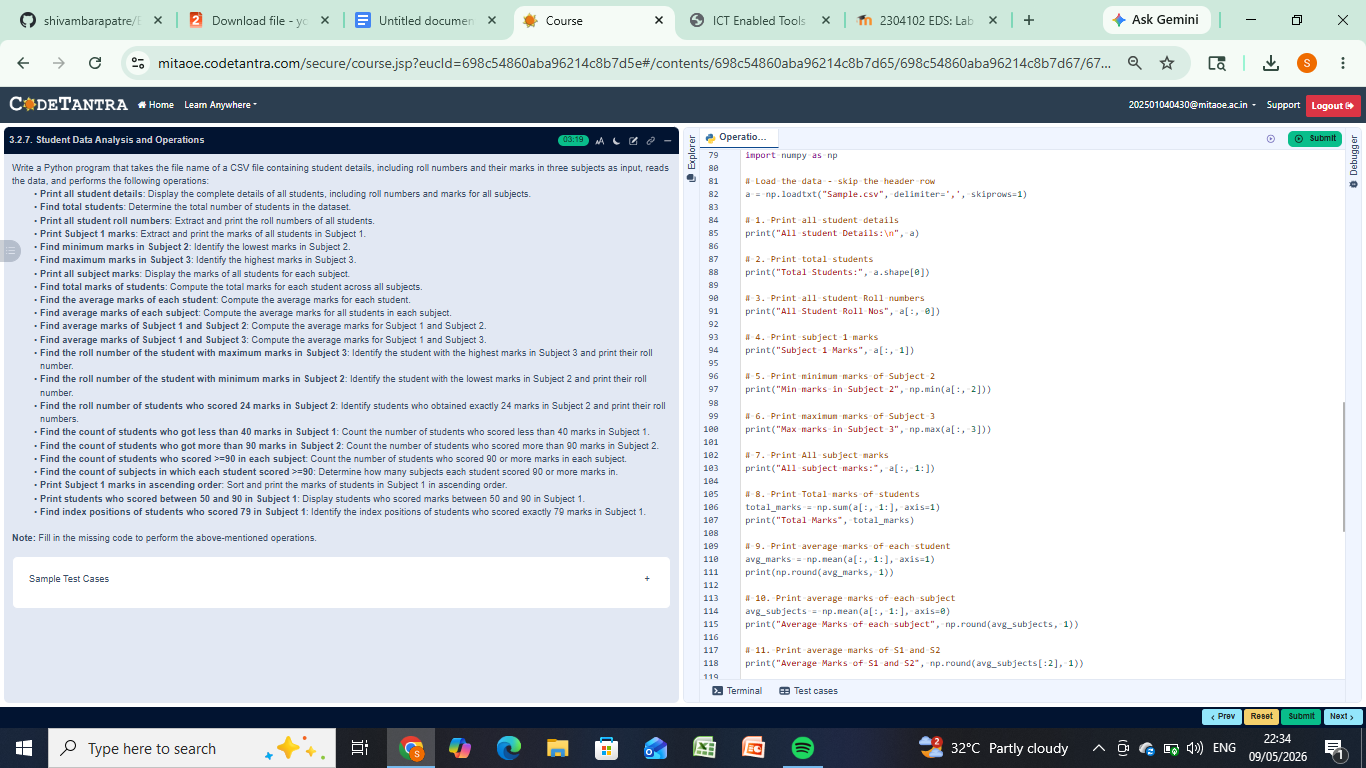 shivambarapatre/E
Download file - yo
Untitled documen
Course
ICT Enabled Tools
2304102 EDS: Lab
Ask Gemini
mitaoe.codetantra.com/secure/course.jsp?eucId=698c54860aba96214c8b7d5e#/contents/698c54860aba96214c8b7d65/698c54860aba96214c8b7d67/67...
S
CODETANTRA Home Learn Anywhere
202501040430@mitaoe.ac.in Support Logout
3.2.7. Student Data Analysis and Operations
03:19
Write a Python program that takes the file name of a CSV file containing student details, including roll numbers and their marks in three subjects as input, reads
the data, and performs the following operations:
• Print all student details: Display the complete details of all students, including roll numbers and marks for all subjects.
• Find total students: Determine the total number of students in the dataset.
• Print all student roll numbers: Extract and print the roll numbers of all students.
• Print Subject 1 marks: Extract and print the marks of all students in Subject 1.
• Find minimum marks in Subject 2: Identify the lowest marks in Subject 2.
• Find maximum marks in Subject 3: Identify the highest marks in Subject 3.
• Print all subject marks: Display the marks of all students for each subject.
• Find total marks of students: Compute the total marks for each student across all subjects.
• Find the average marks of each student: Compute the average marks for each student.
• Find average marks of each subject: Compute the average marks for all students in each subject.
• Find average marks of Subject 1 and Subject 2: Compute the average marks for Subject 1 and Subject 2.
• Find average marks of Subject 1 and Subject 3: Compute the average marks for Subject 1 and Subject 3.
• Find the roll number of the student with maximum marks in Subject 3: Identify the student with the highest marks in Subject 3 and print their roll
number.
• Find the roll number of the student with minimum marks in Subject 2: Identify the student with the lowest marks in Subject 2 and print their roll
number.
• Find the roll number of students who scored 24 marks in Subject 2: Identify students who obtained exactly 24 marks in Subject 2 and print their roll
numbers.
• Find the count of students who got less than 40 marks in Subject 1: Count the number of students who scored less than 40 marks in Subject 1.
• Find the count of students who got more than 90 marks in Subject 2: Count the number of students who scored more than 90 marks in Subject 2.
• Find the count of students who scored >=90 in each subject: Count the number of students who scored 90 or more marks in each subject.
• Find the count of subjects in which each student scored >=90: Determine how many subjects each student scored 90 or more marks in.
• Print Subject 1 marks in ascending order: Sort and print the marks of students in Subject 1 in ascending order.
• Print students who scored between 50 and 90 in Subject 1: Display students who scored marks between 50 and 90 in Subject 1.
• Find index positions of students who scored 79 in Subject 1: Identify the index positions of students who scored exactly 79 marks in Subject 1.
Note: Fill in the missing code to perform the above-mentioned operations.
Sample Test Cases +
Explorer
Operatio...
Submit
Debugger
79 import numpy as np
80
81 # Load the data - skip the header row
82 a = np.loadtxt("Sample.csv", delimiter=',', skiprows=1)
83
84 # 1. Print all student details
85 print("All student Details:\n", a)
86
87 # 2. Print total students
88 print("Total Students:", a.shape[0])
89
90 # 3. Print all student Roll numbers
91 print("All Student Roll Nos", a[:, 0])
92
93 # 4. Print subject 1 marks
94 print("Subject 1 Marks", a[:, 1])
95
96 # 5. Print minimum marks of Subject 2
97 print("Min marks in Subject 2", np.min(a[:, 2]))
98
99 # 6. Print maximum marks of Subject 3
100 print("Max marks in Subject 3", np.max(a[:, 3]))
101
102 # 7. Print All subject marks
103 print("All subject marks:", a[:, 1:])
104
105 # 8. Print Total marks of students
106 total_marks = np.sum(a[:, 1:], axis=1)
107 print("Total Marks", total_marks)
108
109 # 9. Print average marks of each student
110 avg_marks = np.mean(a[:, 1:], axis=1)
111 print(np.round(avg_marks, 1))
112
113 # 10. Print average marks of each subject
114 avg_subjects = np.mean(a[:, 1:], axis=0)
115 print("Average Marks of each subject", np.round(avg_subjects, 1))
116
117 # 11. Print average marks of S1 and S2
118 print("Average Marks of S1 and S2", np.round(avg_subjects[:2], 1))
119
Terminal Test cases
Prev Reset Submit Next
Type here to search
32°C Partly cloudy
ENG
22:34
09/05/2026